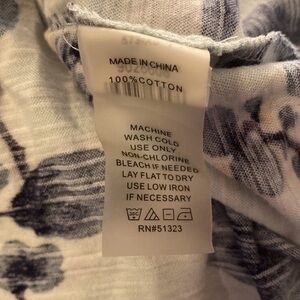 MADE IN CHINA
100%COTTON
MACHINE
WASH COLD
USE ONLY
NON-CHLORINE
BLEACH IF NEEDED
LAY FLAT TO DRY
USE LOW IRON
IF NECESSARY
RN#51323